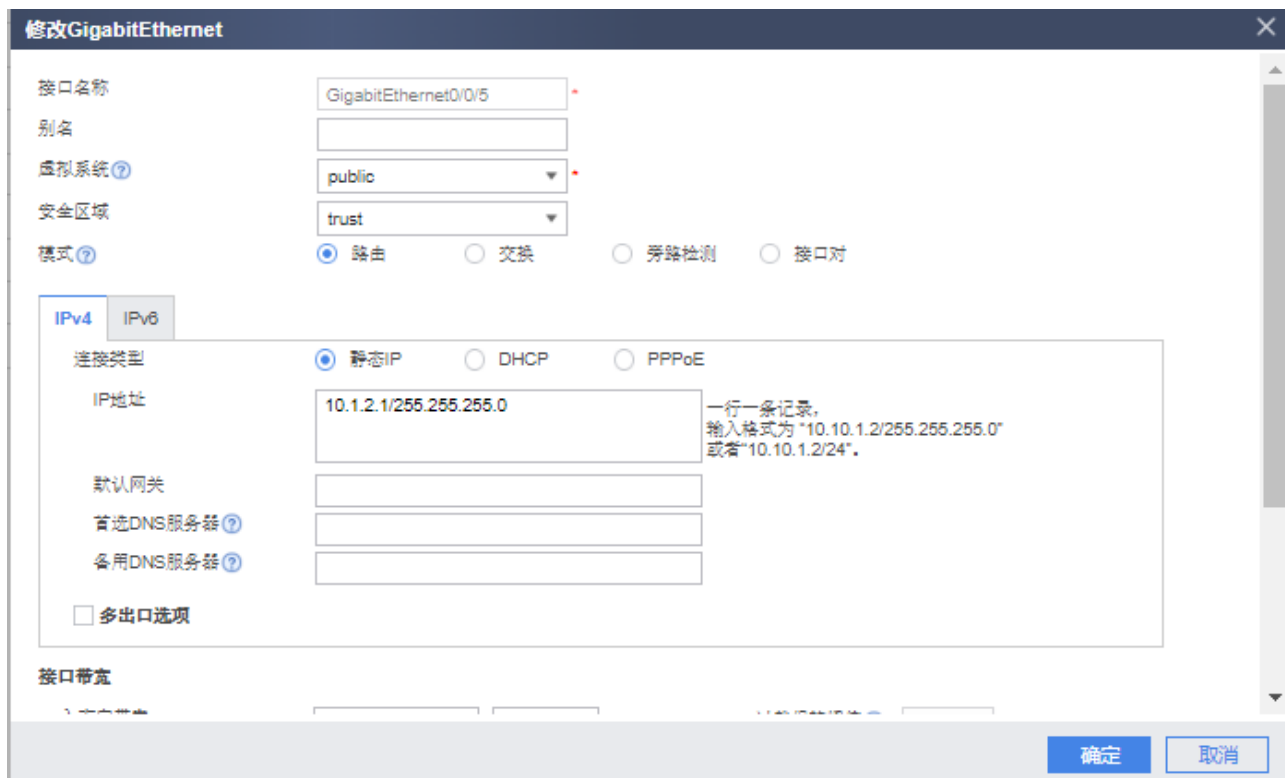 修改GigabitEthernet
接口名称
GigabitEthernet0/0/5 *
别名
虚拟系统
public *
安全区域
trust
模式
路由 交换 旁路检测 接口对
IPv4 IPv6
连接类型
静态IP DHCP PPPoE
IP地址
10.1.2.1/255.255.255.0
一行一条记录，
输入格式为 “10.10.1.2/255.255.255.0”
或者“10.10.1.2/24”。
默认网关
首选DNS服务器
备用DNS服务器
多出口选项
接口带宽
确定 取消